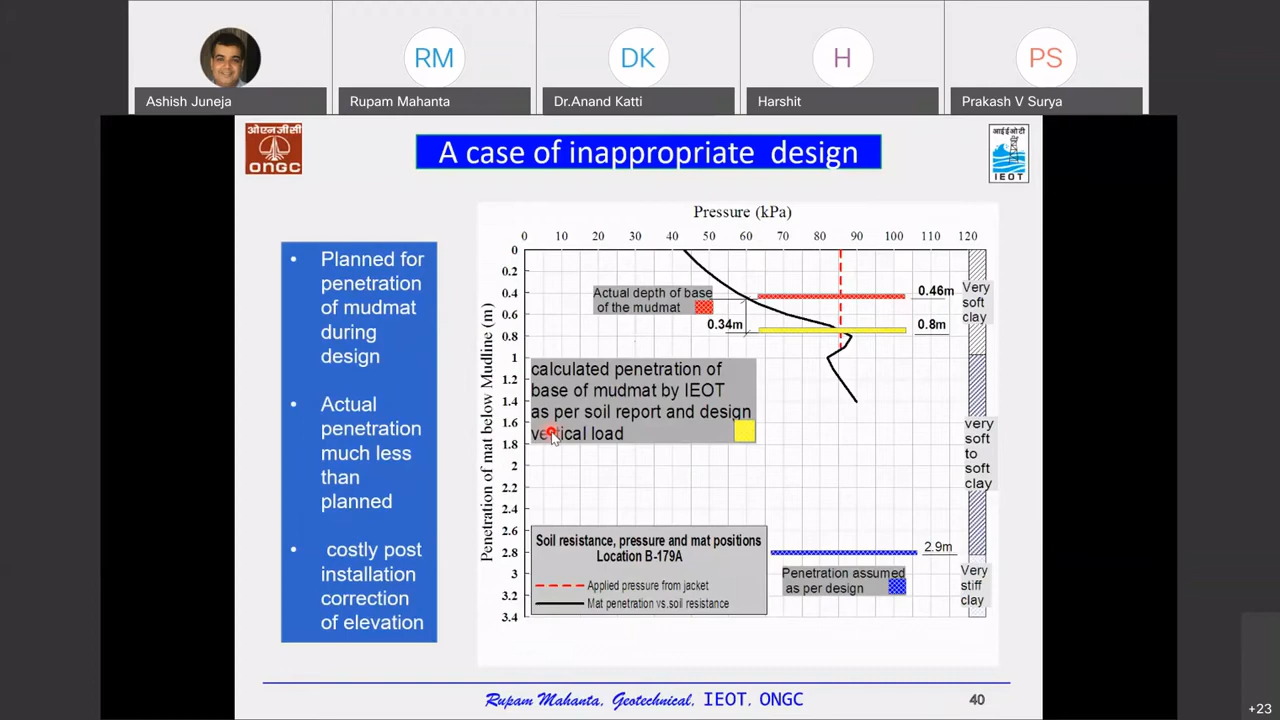 RM
DK
H
PS
Ashish Juneja
Rupam Mahanta
Dr.Anand Katti
Harshit
Prakash V Surya
ओएनजीसी
ONGC
A case of inappropriate design
आईईओटी
IEOT
• Planned for
penetration
of mudmat
during
design
• Actual
penetration
much less
than
planned
• costly post
installation
correction
of elevation
Pressure (kPa)
0 10 20 30 40 50 60 70 80 90 100 110 120
Penetration of mat below Mudline (m)
0
0.2
0.4
0.6
0.8
1
1.2
1.4
1.6
1.8
2
2.2
2.4
2.6
2.8
3
3.2
3.4
Actual depth of base
of the mudmat
0.46m
0.34m
0.8m
calculated penetration of
base of mudmat by IEOT
as per soil report and design
vertical load
Very
soft
clay
very
soft
to
soft
clay
Very
stiff
clay
Soil resistance, pressure and mat positions
Location B-179A
Applied pressure from jacket
Mat penetration vs.soil resistance
2.9m
Penetration assumed
as per design
Rupam Mahanta, Geotechnical, IEOT, ONGC
40
+23